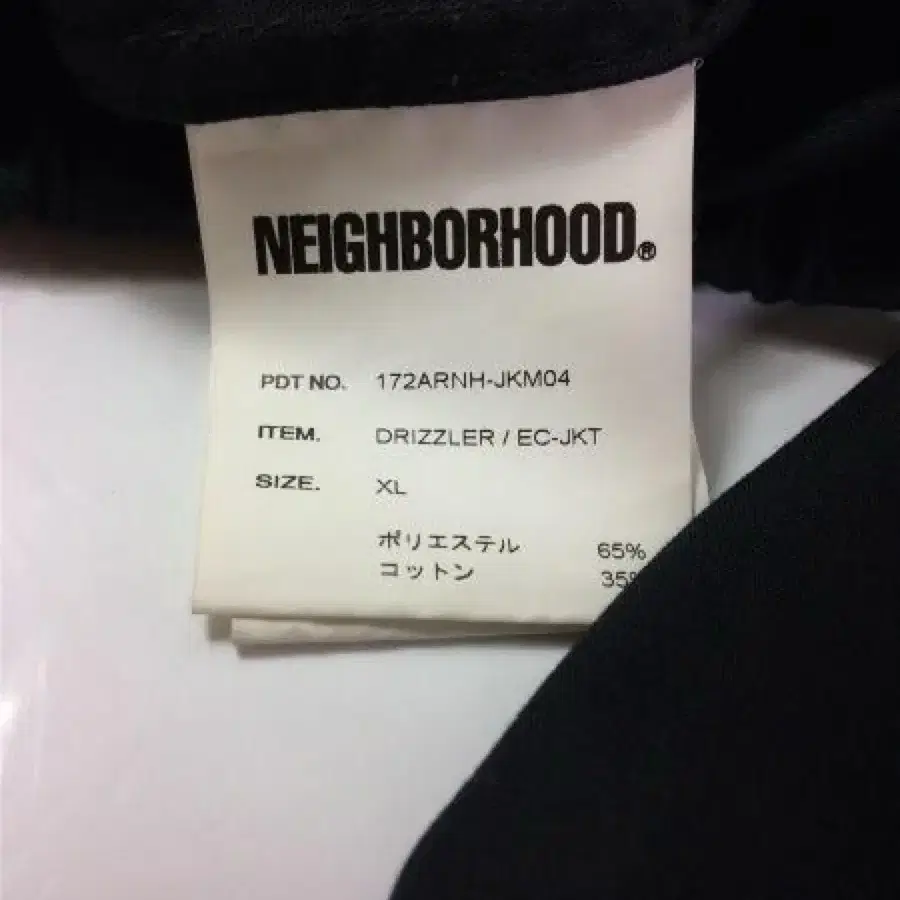 NEIGHBORHOOD®
PDT NO. 172ARNH-JKM04
ITEM. DRIZZLER / EC-JKT
SIZE. XL
ポリエステル 65%
コットン 35%